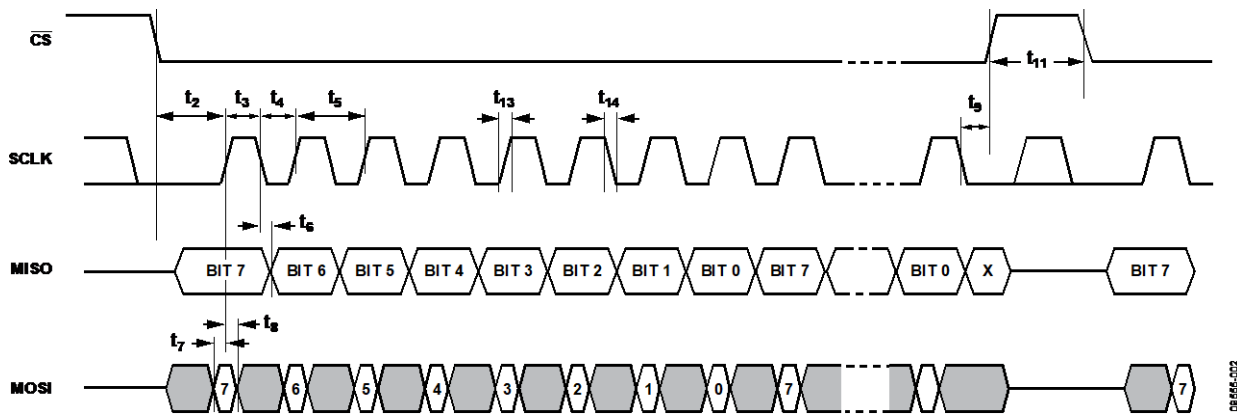 CS
t11
t2 t3 t4 t5 t13 t14 t9
SCLK
t6
MISO BIT 7 BIT 6 BIT 5 BIT 4 BIT 3 BIT 2 BIT 1 BIT 0 BIT 7 BIT 0 X BIT 7
t7 t8
MOSI 7 6 5 4 3 2 1 0 7 7